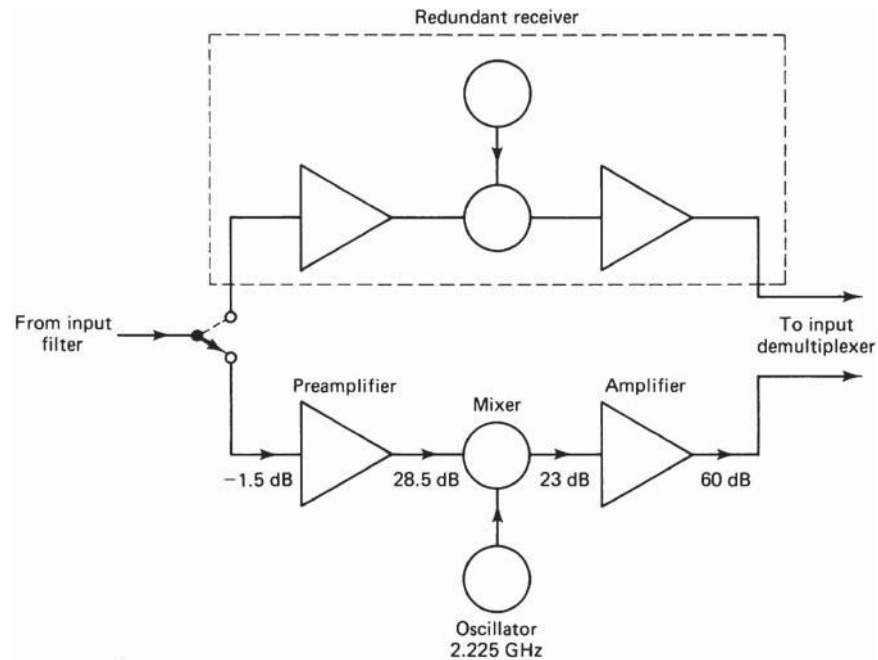 Redundant receiver
From input
filter
To input
demultiplexer
Preamplifier
Mixer
Amplifier
−1.5 dB
28.5 dB
23 dB
60 dB
Oscillator
2.225 GHz